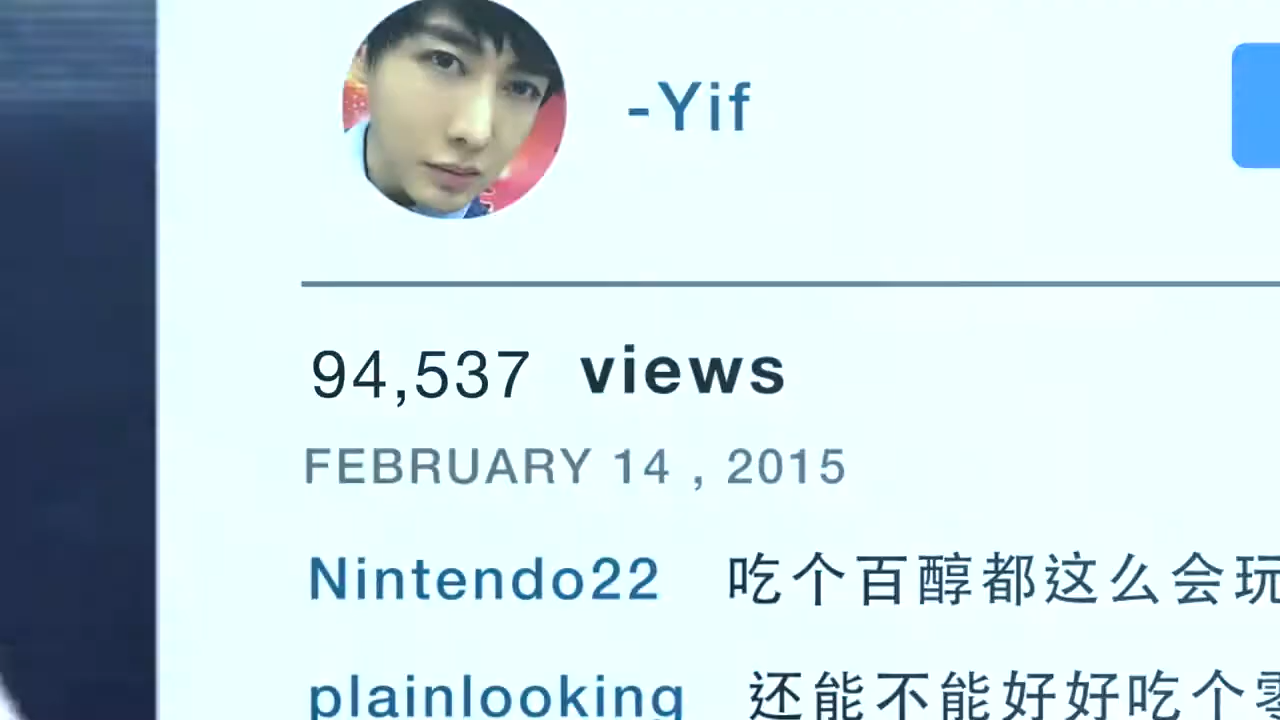 -Yif
94,537 views
FEBRUARY 14 , 2015
Nintendo22 吃个百醇都这么会玩
plainlooking 还能不能好好吃个零